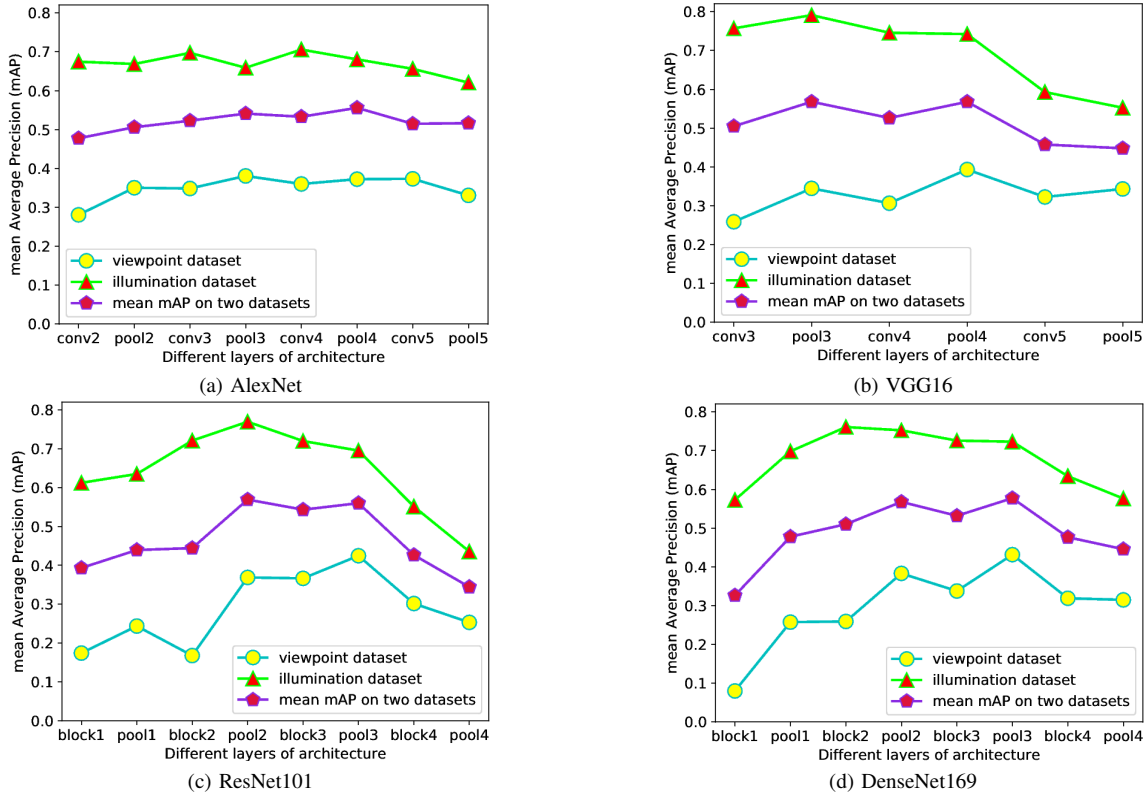 mean Average Precision (mAP)
0.8
0.7
0.6
0.5
0.4
0.3
0.2
0.1
0.0
viewpoint dataset
illumination dataset
mean mAP on two datasets
conv2 pool2 conv3 pool3 conv4 pool4 conv5 pool5
Different layers of architecture
(a) AlexNet
mean Average Precision (mAP)
0.8
0.7
0.6
0.5
0.4
0.3
0.2
0.1
0.0
viewpoint dataset
illumination dataset
mean mAP on two datasets
conv3 pool3 conv4 pool4 conv5 pool5
Different layers of architecture
(b) VGG16
mean Average Precision (mAP)
0.8
0.7
0.6
0.5
0.4
0.3
0.2
0.1
0.0
viewpoint dataset
illumination dataset
mean mAP on two datasets
block1 pool1 block2 pool2 block3 pool3 block4 pool4
Different layers of architecture
(c) ResNet101
mean Average Precision (mAP)
0.8
0.7
0.6
0.5
0.4
0.3
0.2
0.1
0.0
viewpoint dataset
illumination dataset
mean mAP on two datasets
block1 pool1 block2 pool2 block3 pool3 block4 pool4
Different layers of architecture
(d) DenseNet169